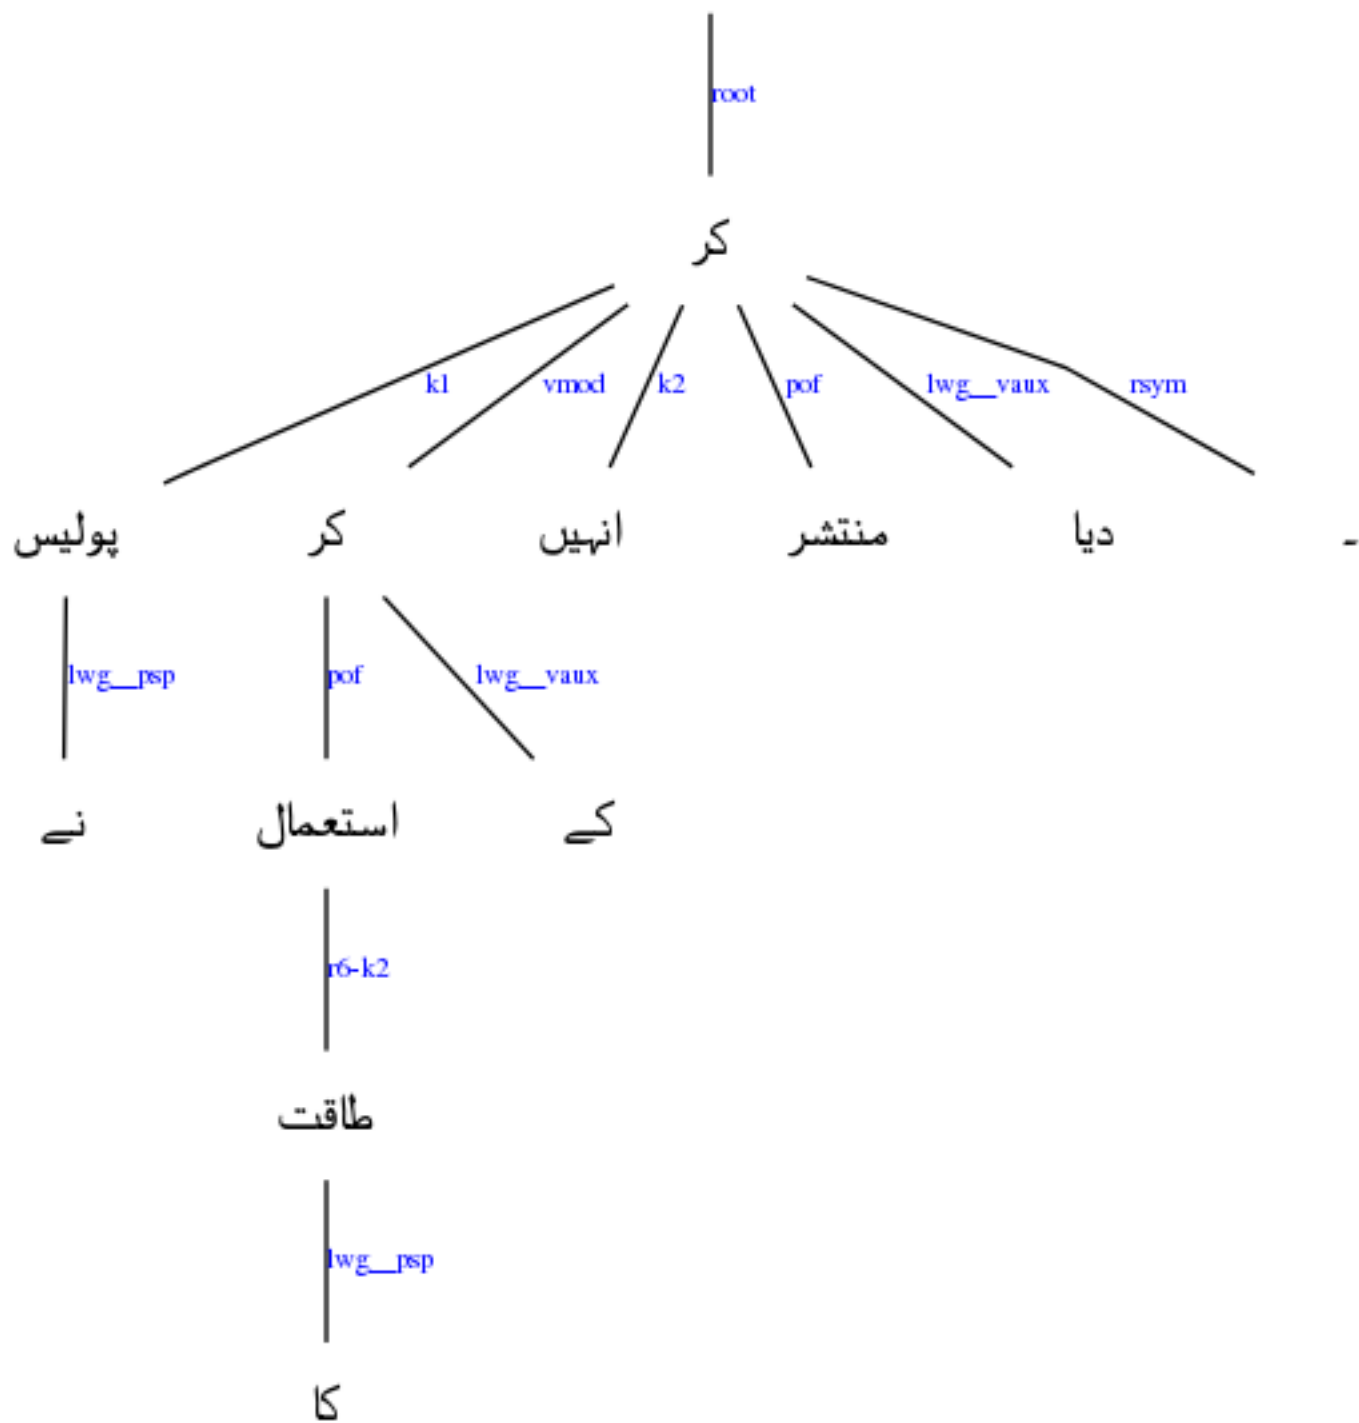 root
کر
k1 vmod k2 pof lwg__vaux rsym
پولیس کر انہیں منتشر دیا ۔
lwg__psp pof lwg__vaux
نے استعمال کے
r6-k2
طاقت
lwg__psp
کا